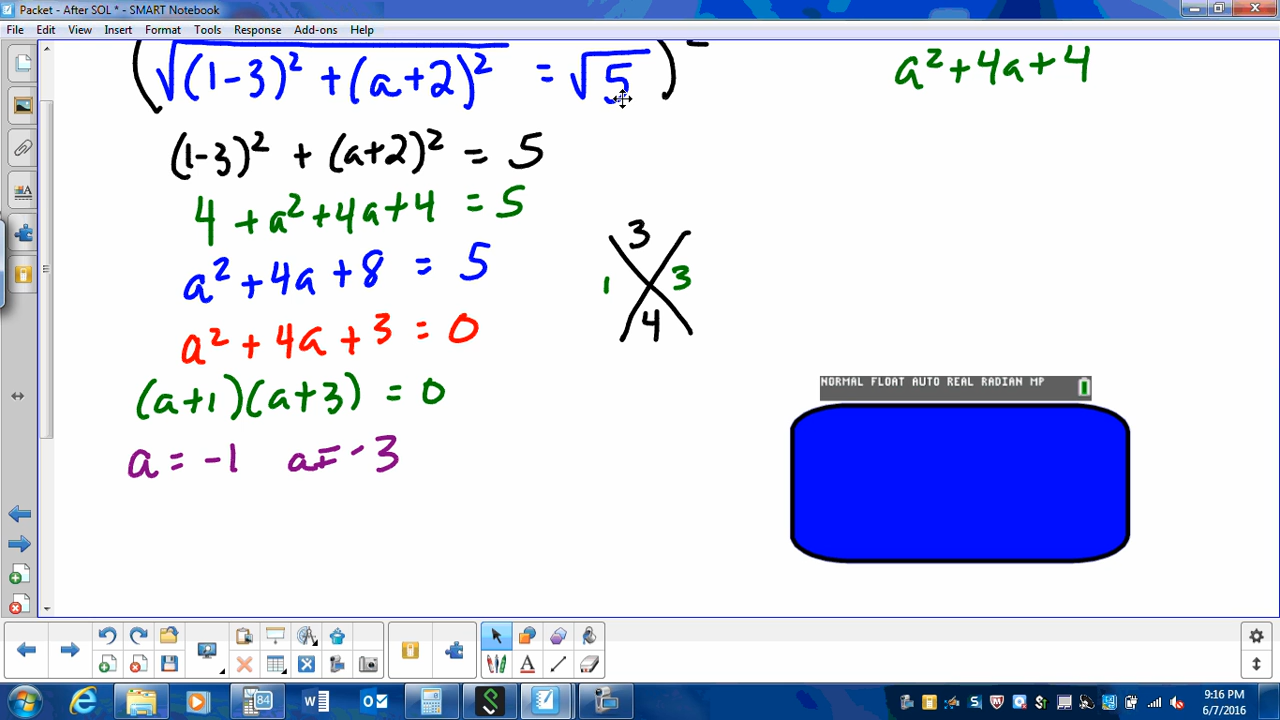 Packet - After SOL * - SMART Notebook
File Edit View Insert Format Tools Response Add-ons Help
(√(1-3)² + (a+2)² = √5)²
a² + 4a + 4
(1-3)² + (a+2)² = 5
4 + a² + 4a + 4 = 5
a² + 4a + 8 = 5
a² + 4a + 3 = 0
(a+1)(a+3) = 0
a = -1 a = -3
3
1 3
4
NORMAL FLOAT AUTO REAL RADIAN MP
A
84
W
S
9:16 PM
6/7/2016